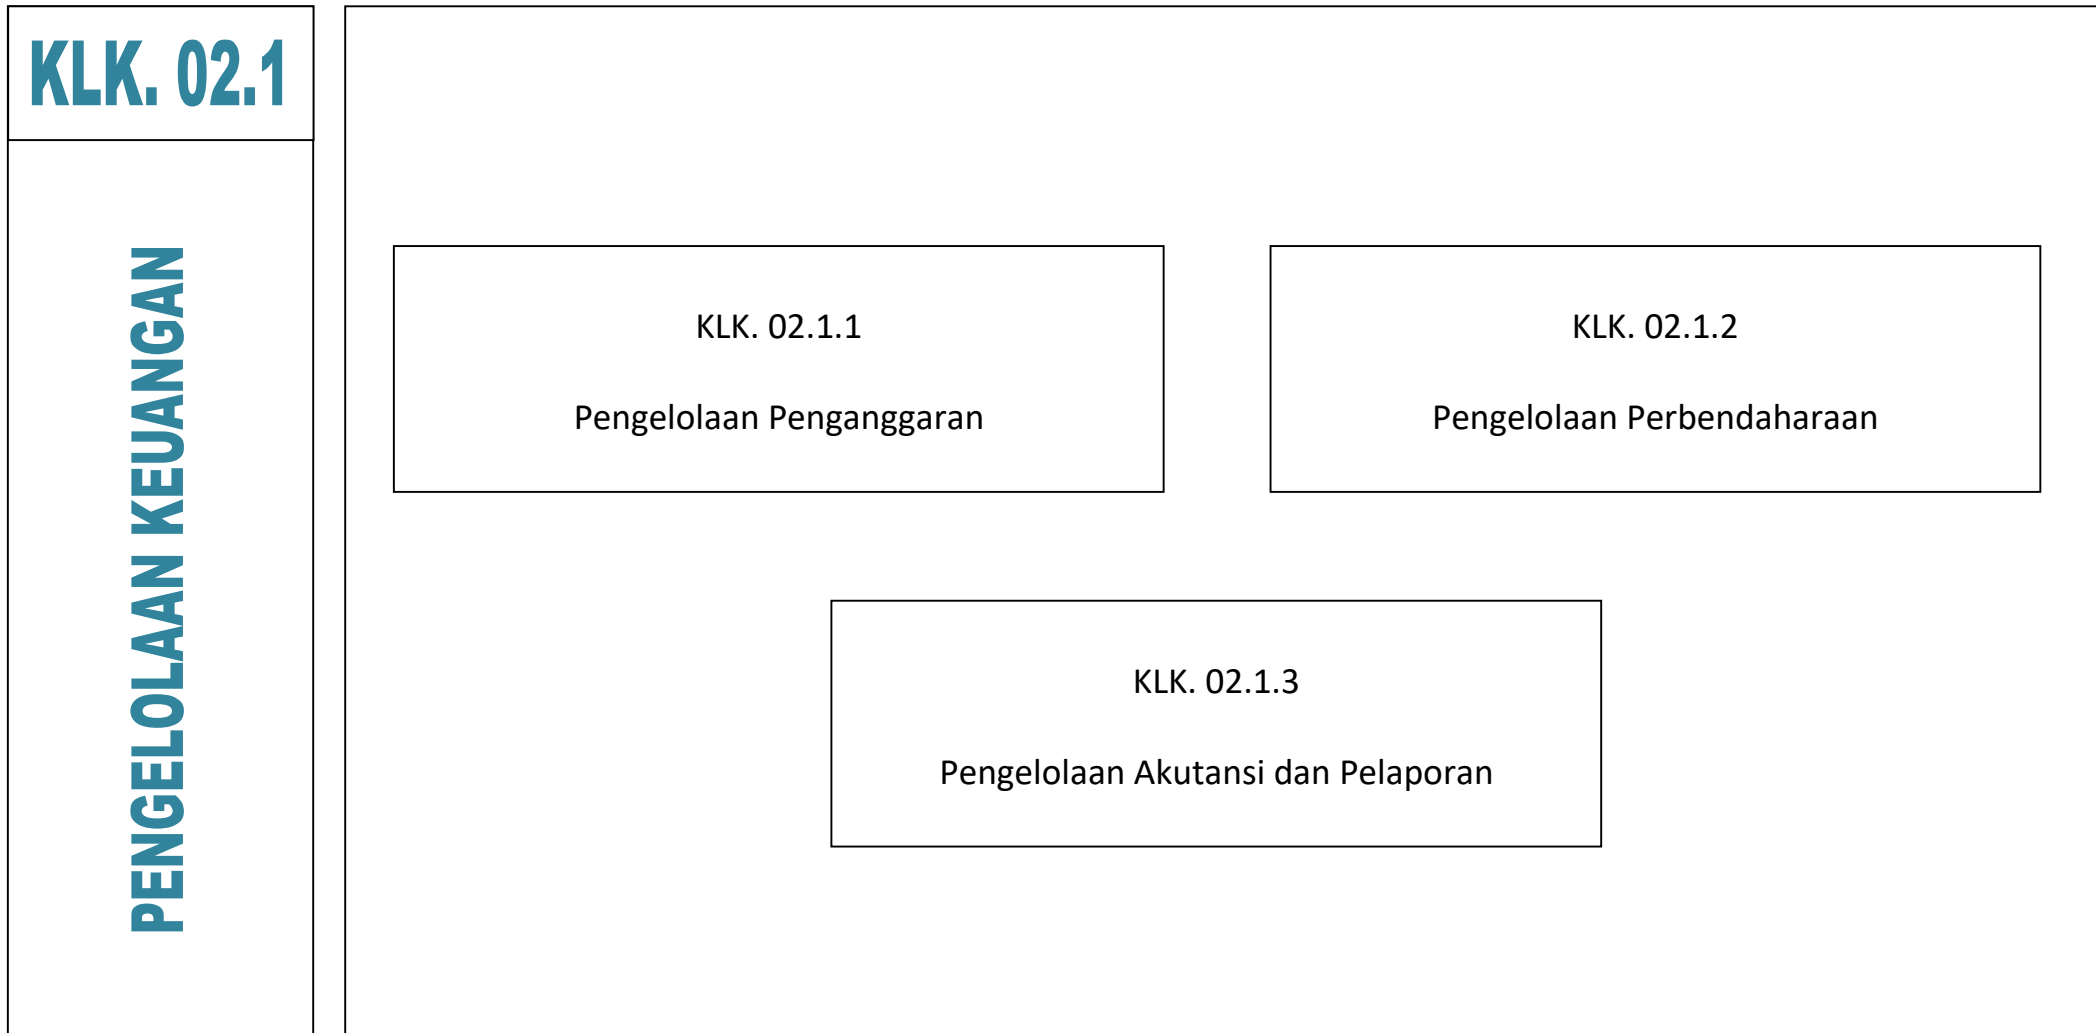 KLK. 02.1
PENGELOLAAN KEUANGAN
KLK. 02.1.1
Pengelolaan Penganggaran
KLK. 02.1.2
Pengelolaan Perbendaharaan
KLK. 02.1.3
Pengelolaan Akutansi dan Pelaporan